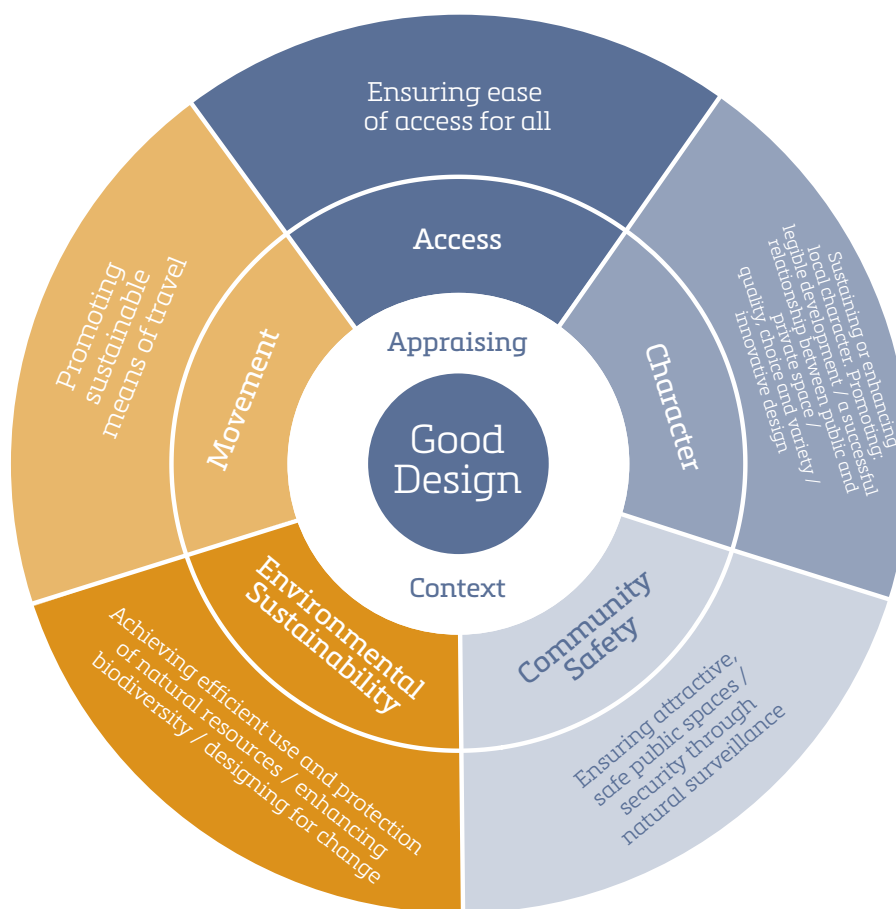 Ensuring ease
of access for all
Access
Sustaining or enhancing
local character. Promoting:
legible development / a successful
relationship between public and
private space /
quality, choice and variety /
innovative design
Character
Promoting
sustainable
means of travel
Movement
Appraising
Good
Design
Context
Environmental
Sustainability
Achieving efficient use and protection
of natural resources / enhancing
biodiversity / designing for change
Community
Safety
Ensuring attractive,
safe public spaces /
security through
natural surveillance